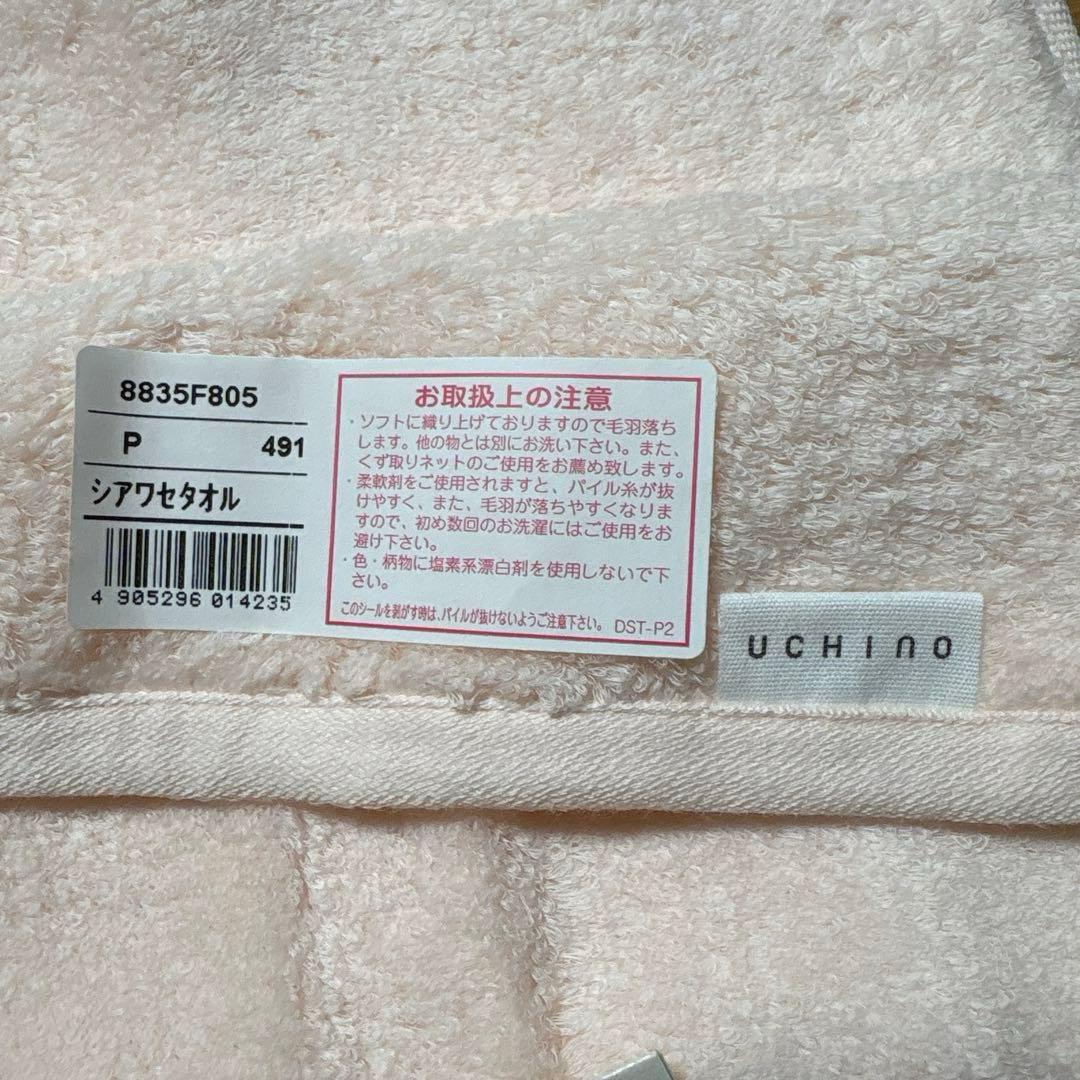 8835F805
P 491
シアワセタオル
4 905296 014235
お取扱上の注意
・ソフトに織り上げておりますので毛羽落ち
します。他の物とは別にお洗い下さい。また、
くず取りネットのご使用をお薦め致します。
・柔軟剤をご使用されますと、パイル糸が抜
けやすく、また、毛羽が落ちやすくなりま
すので、初め数回のお洗濯にはご使用をお
避け下さい。
・色・柄物に塩素系漂白剤を使用しないで下
さい。
このシールを剥がす時は、パイルが抜けないようご注意下さい。 DST-P2
UCHINO